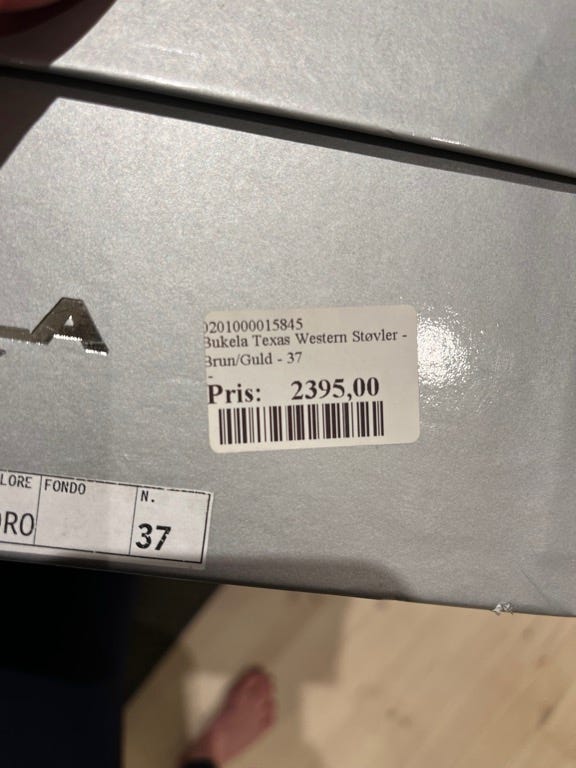 LA
0201000015845
Bukela Texas Western Støvler -
Brun/Guld - 37
-
Pris: 2395,00
LORE FONDO N.
ORO 37